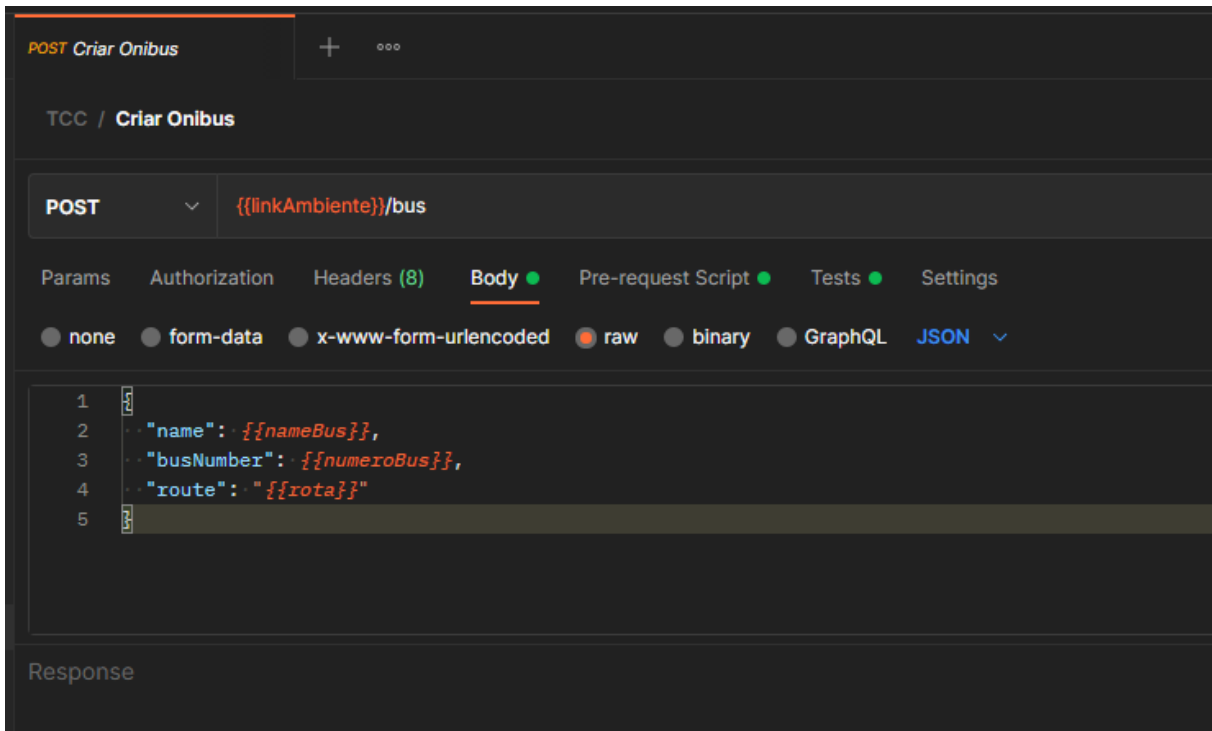 POST Criar Onibus
TCC / Criar Onibus
POST {{linkAmbiente}}/bus
Params Authorization Headers (8) Body Pre-request Script Tests Settings
none form-data x-www-form-urlencoded raw binary GraphQL JSON
1 {
2 "name": {{nameBus}},
3 "busNumber": {{numeroBus}},
4 "route": "{{rota}}"
5 }
Response